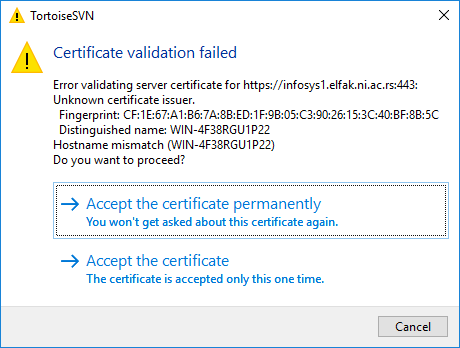 TortoiseSVN
Certificate validation failed
Error validating server certificate for https://infosys1.elfak.ni.ac.rs:443:
Unknown certificate issuer.
Fingerprint: CF:1E:67:A1:B6:7A:8B:ED:1F:9B:05:C3:90:26:15:3C:40:BF:8B:5C
Distinguished name: WIN-4F38RGU1P22
Hostname mismatch (WIN-4F38RGU1P22)
Do you want to proceed?
Accept the certificate permanently
You won't get asked about this certificate again.
Accept the certificate
The certificate is accepted only this one time.
Cancel